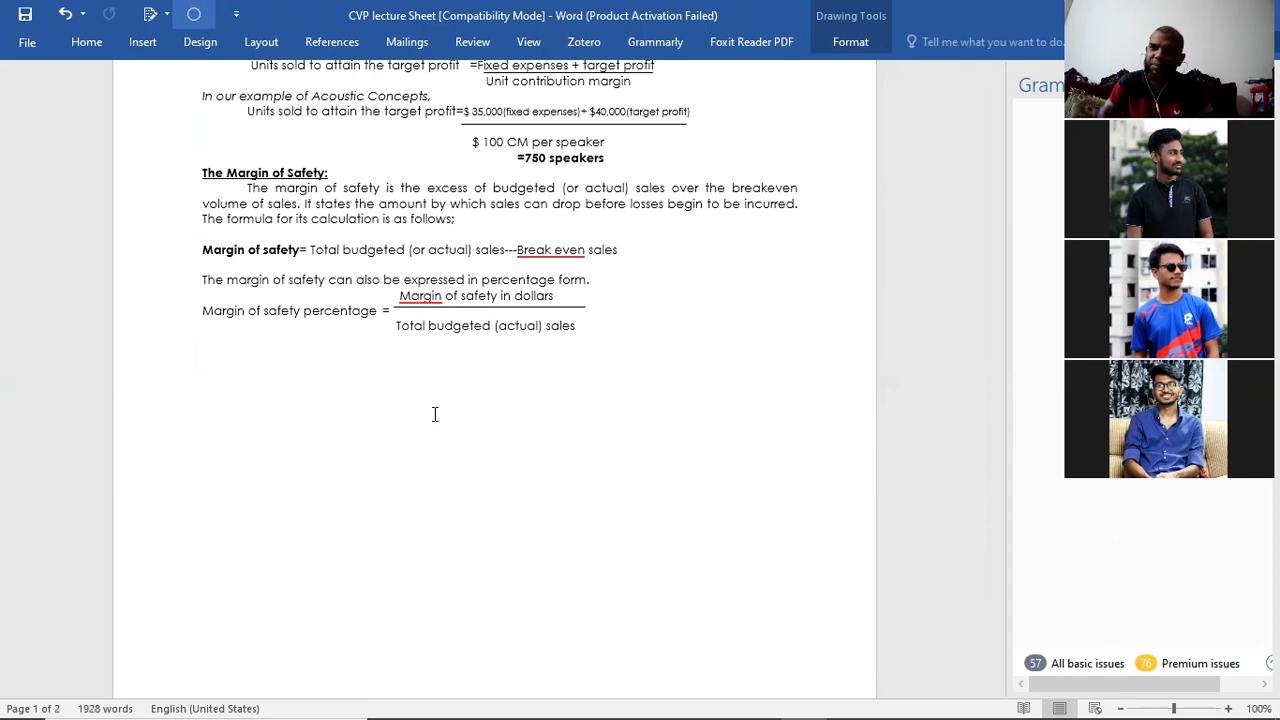 CVP lecture Sheet [Compatibility Mode] - Word (Product Activation Failed)
Drawing Tools
File Home Insert Design Layout References Mailings Review View Zotero Grammarly Foxit Reader PDF Format Tell me what you want to do.
Units sold to attain the target profit =Fixed expenses + target profit
Unit contribution margin
Gram
In our example of Acoustic Concepts,
Units sold to attain the target profit=$ 35,000(fixed expenses)+ $40,000(target profit)
$ 100 CM per speaker
=750 speakers
The Margin of Safety:
The margin of safety is the excess of budgeted (or actual) sales over the breakeven
volume of sales. It states the amount by which sales can drop before losses begin to be incurred.
The formula for its calculation is as follows;
Margin of safety= Total budgeted (or actual) sales---Break even sales
The margin of safety can also be expressed in percentage form.
Margin of safety in dollars
Margin of safety percentage =
Total budgeted (actual) sales
57 All basic issues 76 Premium issues
Page 1 of 2 1928 words English (United States) 100%